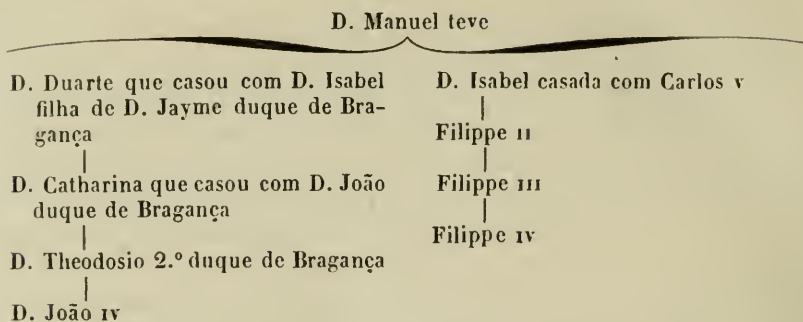 D. Manuel teve
D. Duarte que casou com D. Isabel
filha de D. Jayme duque de Bra-
gança
D. Catharina que casou com D. João
duque de Bragança
D. Theodosio 2.º duque de Bragança
D. João IV
D. Isabel casada com Carlos V
Filippe II
Filippe III
Filippe IV